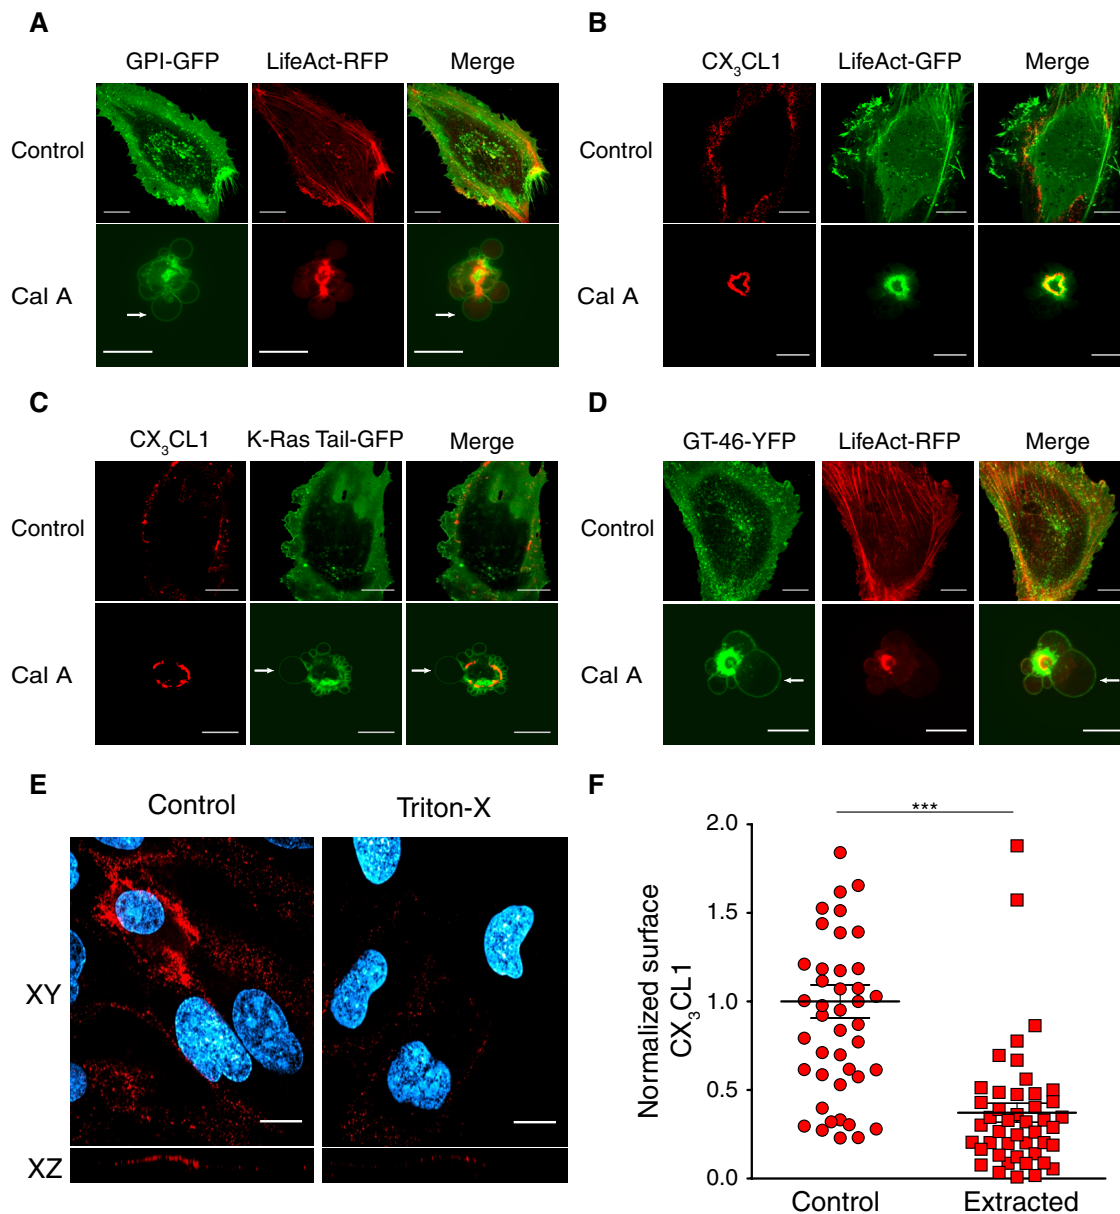 A
GPI-GFP LifeAct-RFP Merge
Control
Cal A
B
CX3CL1 LifeAct-GFP Merge
Control
Cal A
C
CX3CL1 K-Ras Tail-GFP Merge
Control
Cal A
D
GT-46-YFP LifeAct-RFP Merge
Control
Cal A
E
Control Triton-X
XY
XZ
F
***
2.0
1.5
1.0
0.5
0.0
Normalized surface
CX3CL1
Control Extracted